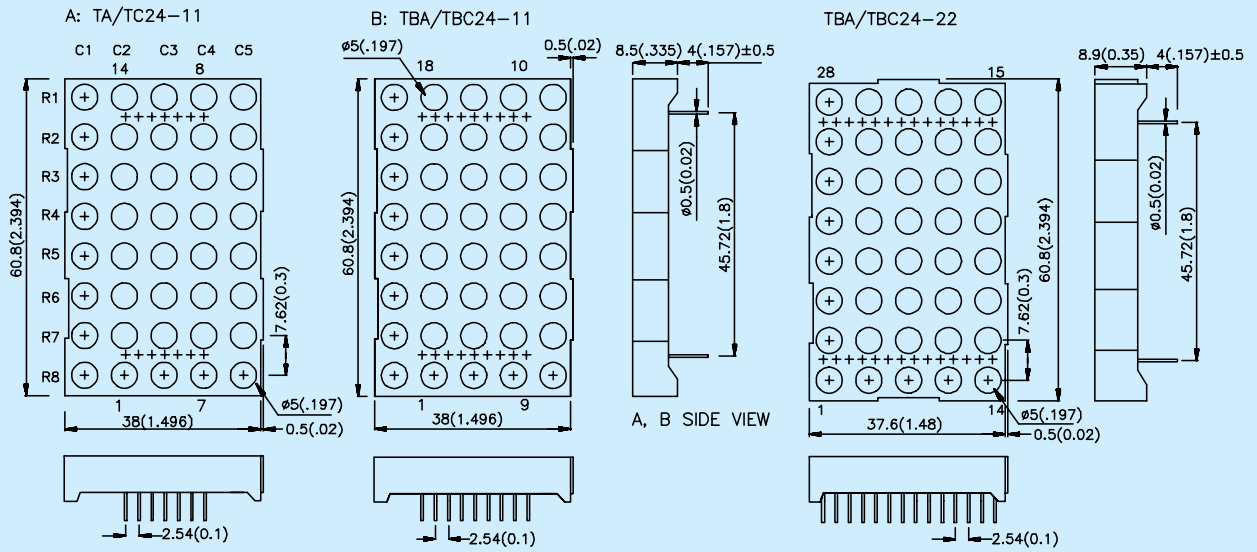 A: TA/TC24-11
B: TBA/TBC24-11
TBA/TBC24-22
C1 C2 C3 C4 C5
14 8
R1
R2
R3
R4
R5
R6
R7
R8
60.8(2.394)
7.62(0.3)
1 7
ø5(.197)
38(1.496)
0.5(.02)
2.54(0.1)
ø5(.197)
0.5(.02)
18 10
60.8(2.394)
1 9
38(1.496)
2.54(0.1)
8.5(.335) 4(.157)±0.5
ø0.5(0.02)
45.72(1.8)
A, B SIDE VIEW
28 15
60.8(2.394)
7.62(0.3)
1 14
ø5(.197)
37.6(1.48)
0.5(0.02)
2.54(0.1)
8.9(0.35) 4(.157)±0.5
ø0.5(0.02)
45.72(1.8)